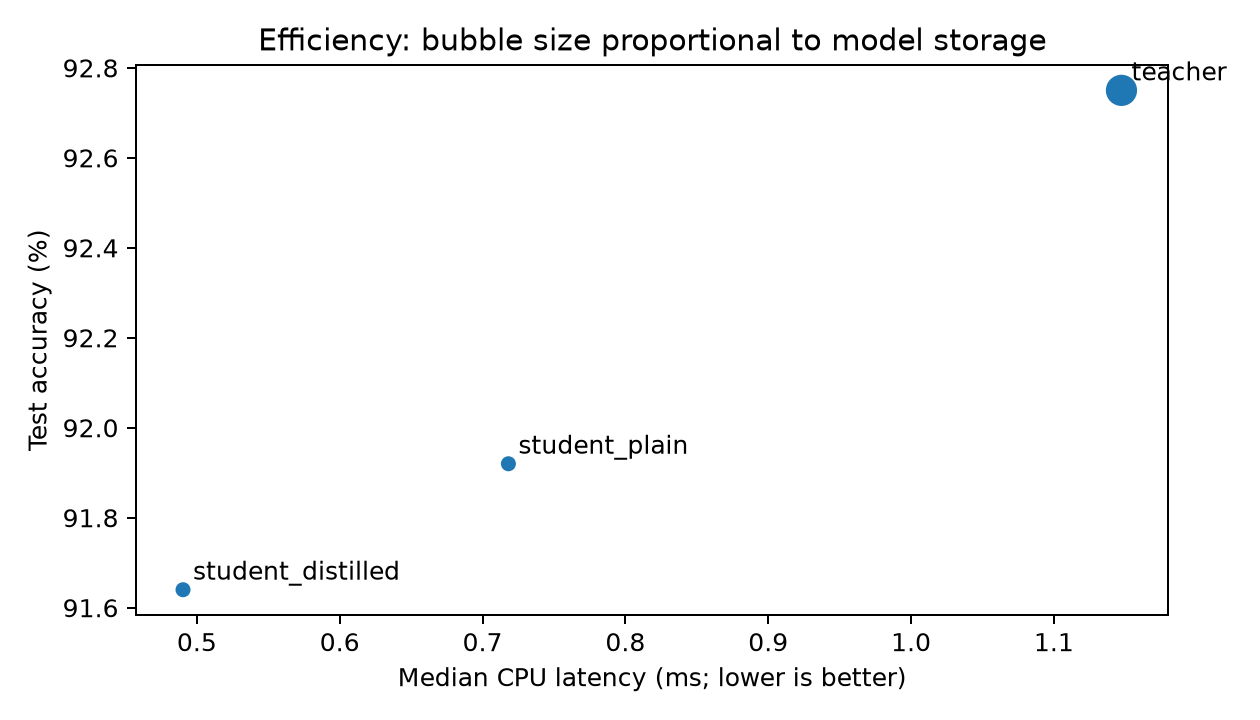 Efficiency: bubble size proportional to model storage
teacher
student_plain
student_distilled
Test accuracy (%)
92.8
92.6
92.4
92.2
92.0
91.8
91.6
0.5 0.6 0.7 0.8 0.9 1.0 1.1
Median CPU latency (ms; lower is better)